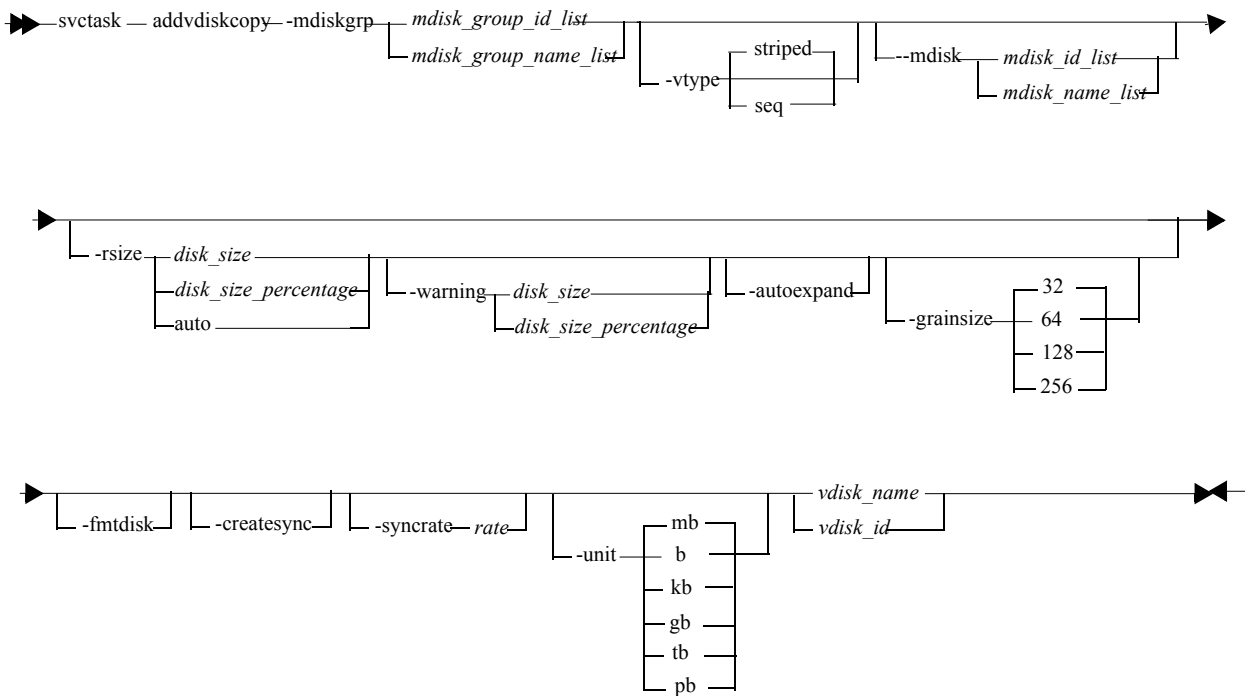 svctask addvdiskcopy -mdiskgrp mdisk_group_id_list
mdisk_group_name_list
-vtype striped
seq
--mdisk mdisk_id_list
mdisk_name_list
-rsize disk_size
disk_size_percentage
auto
-warning disk_size
disk_size_percentage
-autoexpand
-grainsize 32
64
128
256
-fmtdisk
-createsync
-syncrate rate
-unit mb
b
kb
gb
tb
pb
vdisk_name
vdisk_id